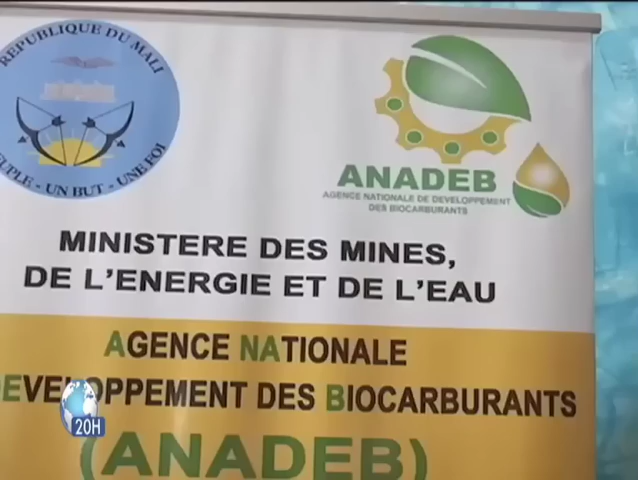 REPUBLIQUE DU MALI
UN BUT - UNE FOI
ANADEB
AGENCE NATIONALE DE DEVELOPPEMENT
DES BIOCARBURANTS
MINISTERE DES MINES,
DE L'ENERGIE ET DE L'EAU
AGENCE NATIONALE
DEVELOPPEMENT DES BIOCARBURANTS
(ANADEB)
20H